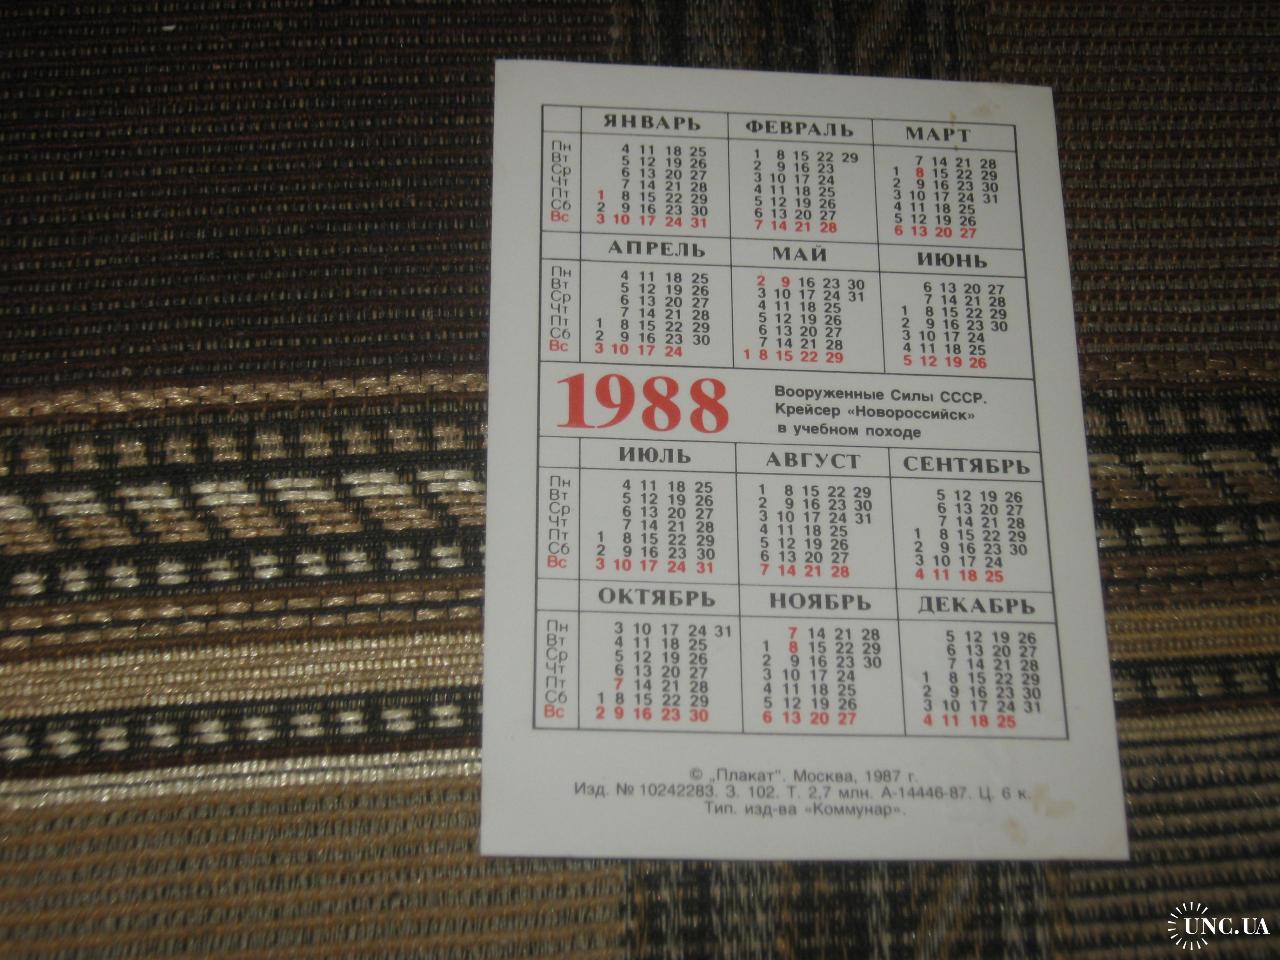 ЯНВАРЬ ФЕВРАЛЬ МАРТ
Пн 4 11 18 25 1 8 15 22 29 7 14 21 28
Вт 5 12 19 26 2 9 16 23 1 8 15 22 29
Ср 6 13 20 27 3 10 17 24 2 9 16 23 30
Чт 7 14 21 28 4 11 18 25 3 10 17 24 31
Пт 1 8 15 22 29 5 12 19 26 4 11 18 25
Сб 2 9 16 23 30 6 13 20 27 5 12 19 26
Вс 3 10 17 24 31 7 14 21 28 6 13 20 27
АПРЕЛЬ МАЙ ИЮНЬ
Пн 4 11 18 25 2 9 16 23 30 6 13 20 27
Вт 5 12 19 26 3 10 17 24 31 7 14 21 28
Ср 6 13 20 27 4 11 18 25 1 8 15 22 29
Чт 7 14 21 28 5 12 19 26 2 9 16 23 30
Пт 1 8 15 22 29 6 13 20 27 3 10 17 24
Сб 2 9 16 23 30 7 14 21 28 4 11 18 25
Вс 3 10 17 24 1 8 15 22 29 5 12 19 26
1988
Вооруженные Силы СССР.
Крейсер «Новороссийск»
в учебном походе
ИЮЛЬ АВГУСТ СЕНТЯБРЬ
Пн 4 11 18 25 1 8 15 22 29 5 12 19 26
Вт 5 12 19 26 2 9 16 23 30 6 13 20 27
Ср 6 13 20 27 3 10 17 24 31 7 14 21 28
Чт 7 14 21 28 4 11 18 25 1 8 15 22 29
Пт 1 8 15 22 29 5 12 19 26 2 9 16 23 30
Сб 2 9 16 23 30 6 13 20 27 3 10 17 24
Вс 3 10 17 24 31 7 14 21 28 4 11 18 25
ОКТЯБРЬ НОЯБРЬ ДЕКАБРЬ
Пн 3 10 17 24 31 7 14 21 28 5 12 19 26
Вт 4 11 18 25 1 8 15 22 29 6 13 20 27
Ср 5 12 19 26 2 9 16 23 30 7 14 21 28
Чт 6 13 20 27 3 10 17 24 1 8 15 22 29
Пт 7 14 21 28 4 11 18 25 2 9 16 23 30
Сб 1 8 15 22 29 5 12 19 26 3 10 17 24 31
Вс 2 9 16 23 30 6 13 20 27 4 11 18 25
© „Плакат". Москва, 1987 г.
Изд. № 10242283. З. 102. Т. 2,7 млн. А-14446-87. Ц. 6 к.
Тип. изд-ва «Коммунар».
UNC.UA